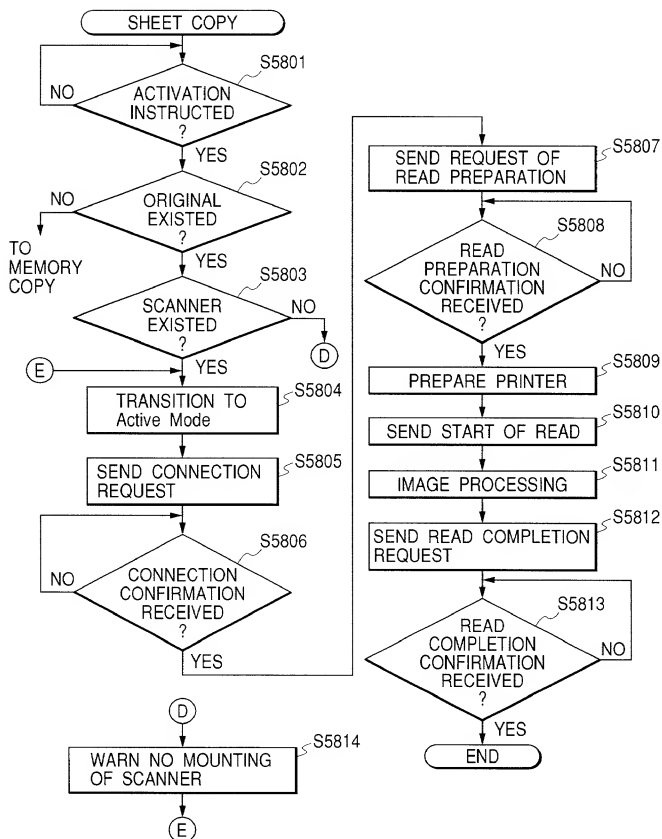 SHEET COPY
S5801
NO
ACTIVATION
INSTRUCTED
?
YES
S5802
NO
ORIGINAL
EXISTED
?
TO
MEMORY
COPY
YES
S5803
SCANNER
EXISTED
?
NO
D
E
YES
S5804
TRANSITION TO
Active Mode
S5805
SEND CONNECTION
REQUEST
S5806
NO
CONNECTION
CONFIRMATION
RECEIVED
?
YES
D
S5814
WARN NO MOUNTING
OF SCANNER
E
S5807
SEND REQUEST OF
READ PREPARATION
S5808
READ
PREPARATION
CONFIRMATION
RECEIVED
?
NO
YES
S5809
PREPARE PRINTER
S5810
SEND START OF READ
S5811
IMAGE PROCESSING
S5812
SEND READ COMPLETION
REQUEST
S5813
READ
COMPLETION
CONFIRMATION
RECEIVED
?
NO
YES
END